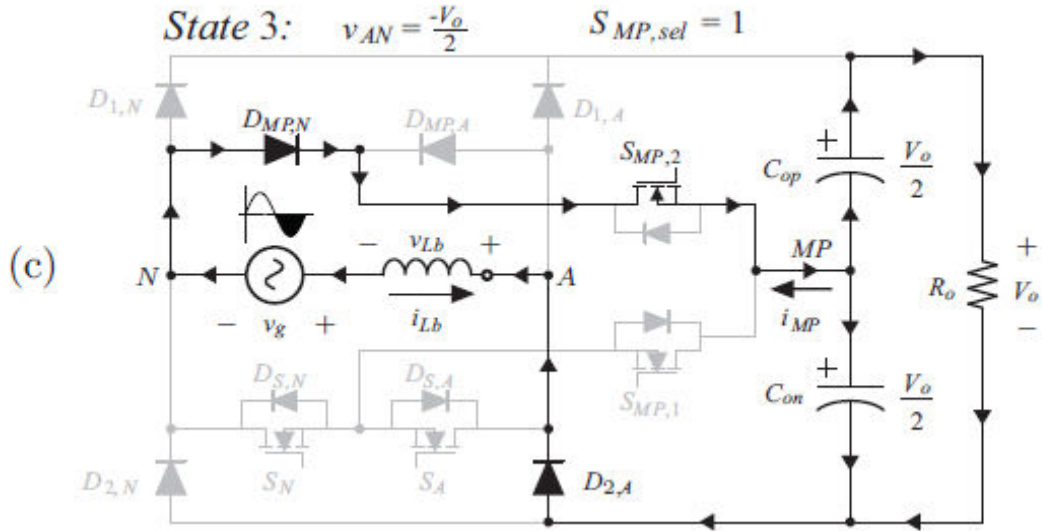 State 3: v_AN = -V_o/2 S_MP,sel = 1
D_1,N D_MP,N D_MP,A D_1,A
S_MP,2
C_op + V_o/2
(c)
N − v_Lb + A MP
− v_g + i_Lb i_MP R_o + V_o −
D_S,N D_S,A S_MP,1 C_on + V_o/2
D_2,N S_N S_A D_2,A